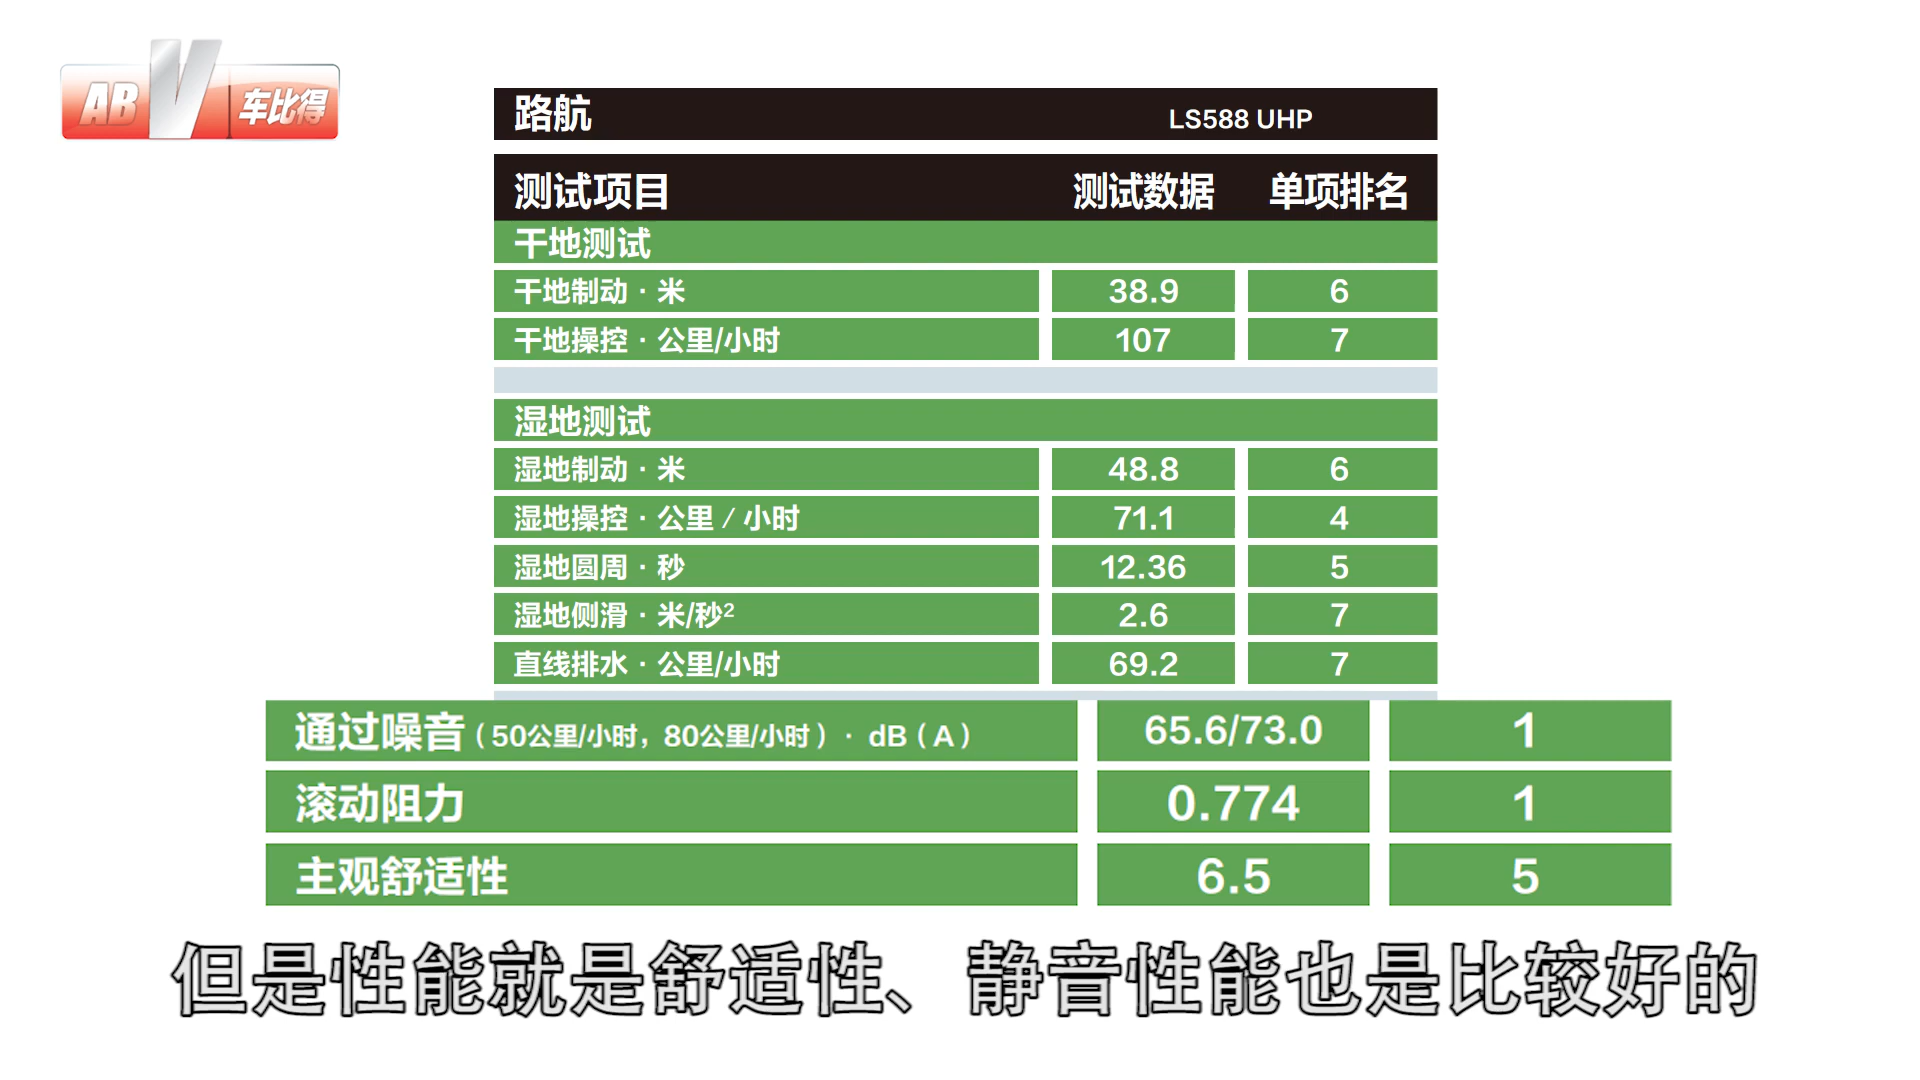 ABV 车比得
路航 LS588 UHP
测试项目 测试数据 单项排名
干地测试
干地制动 · 米 38.9 6
干地操控 · 公里/小时 107 7
湿地测试
湿地制动 · 米 48.8 6
湿地操控 · 公里 / 小时 71.1 4
湿地圆周 · 秒 12.36 5
湿地侧滑 · 米/秒² 2.6 7
直线排水 · 公里/小时 69.2 7
通过噪音（50公里/小时，80公里/小时）· dB（A） 65.6/73.0 1
滚动阻力 0.774 1
主观舒适性 6.5 5
但是性能就是舒适性、静音性能也是比较好的